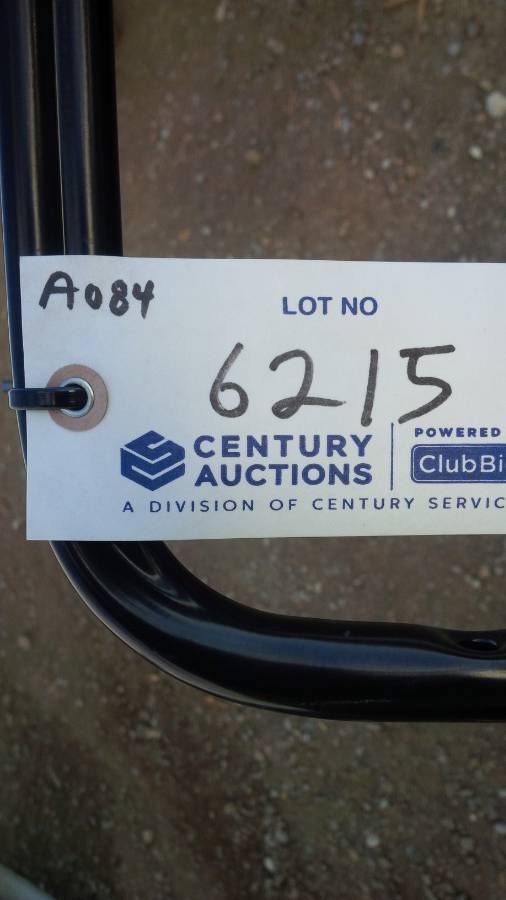 A084
LOT NO
6215
CENTURY AUCTIONS
POWERED
ClubBi
A DIVISION OF CENTURY SERVIC